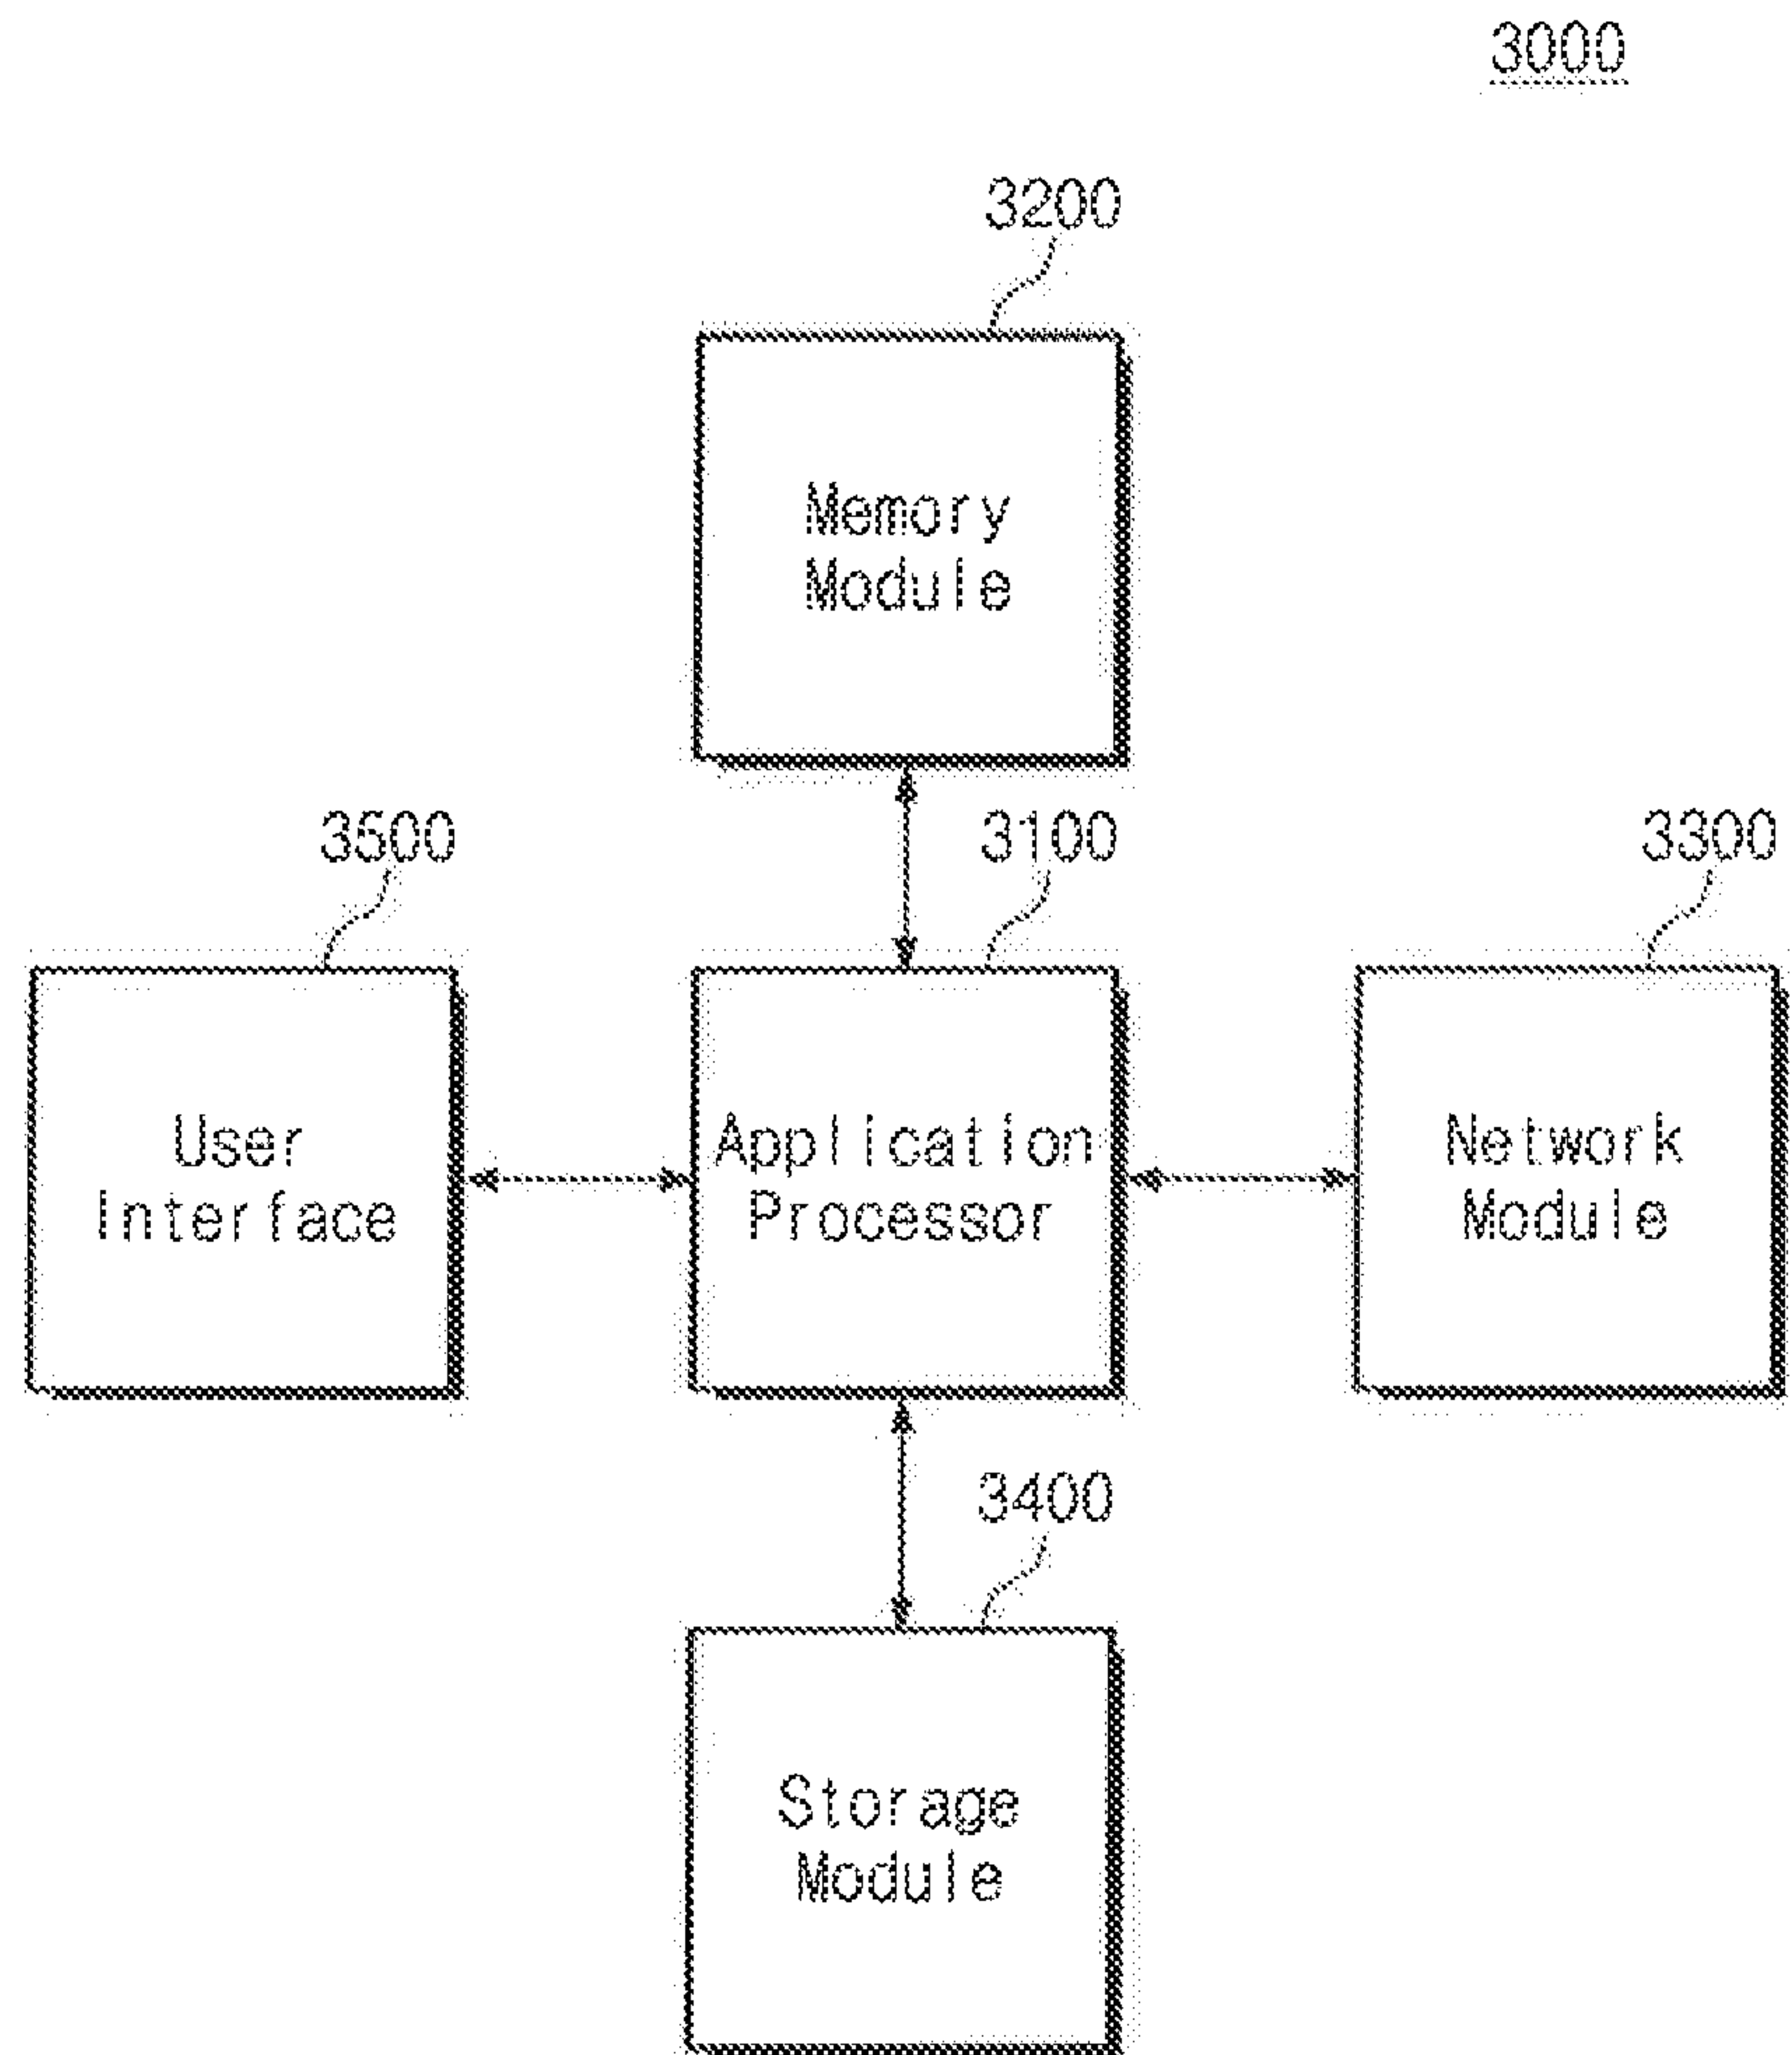 3000
3200
Memory
Module
3500
3100
3300
User
Interface
Application
Processor
Network
Module
3400
Storage
Module